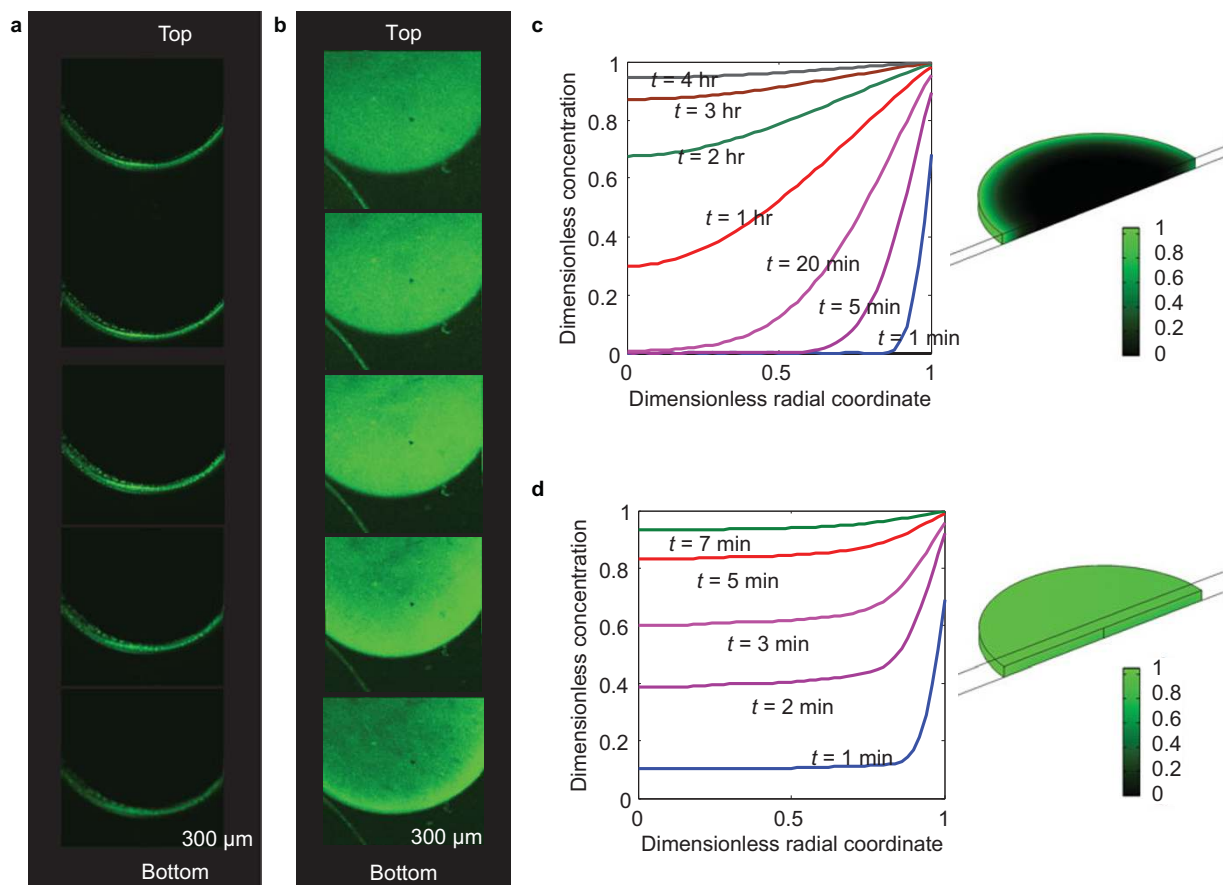 a
Top
300 µm
Bottom
b
Top
300 µm
Bottom
c
Dimensionless concentration
1
0.8
0.6
0.4
0.2
0
t = 4 hr
t = 3 hr
t = 2 hr
t = 1 hr
t = 20 min
t = 5 min
t = 1 min
0
0.5
1
Dimensionless radial coordinate
1
0.8
0.6
0.4
0.2
0
d
Dimensionless concentration
1
0.8
0.6
0.4
0.2
0
t = 7 min
t = 5 min
t = 3 min
t = 2 min
t = 1 min
0
0.5
1
Dimensionless radial coordinate
1
0.8
0.6
0.4
0.2
0